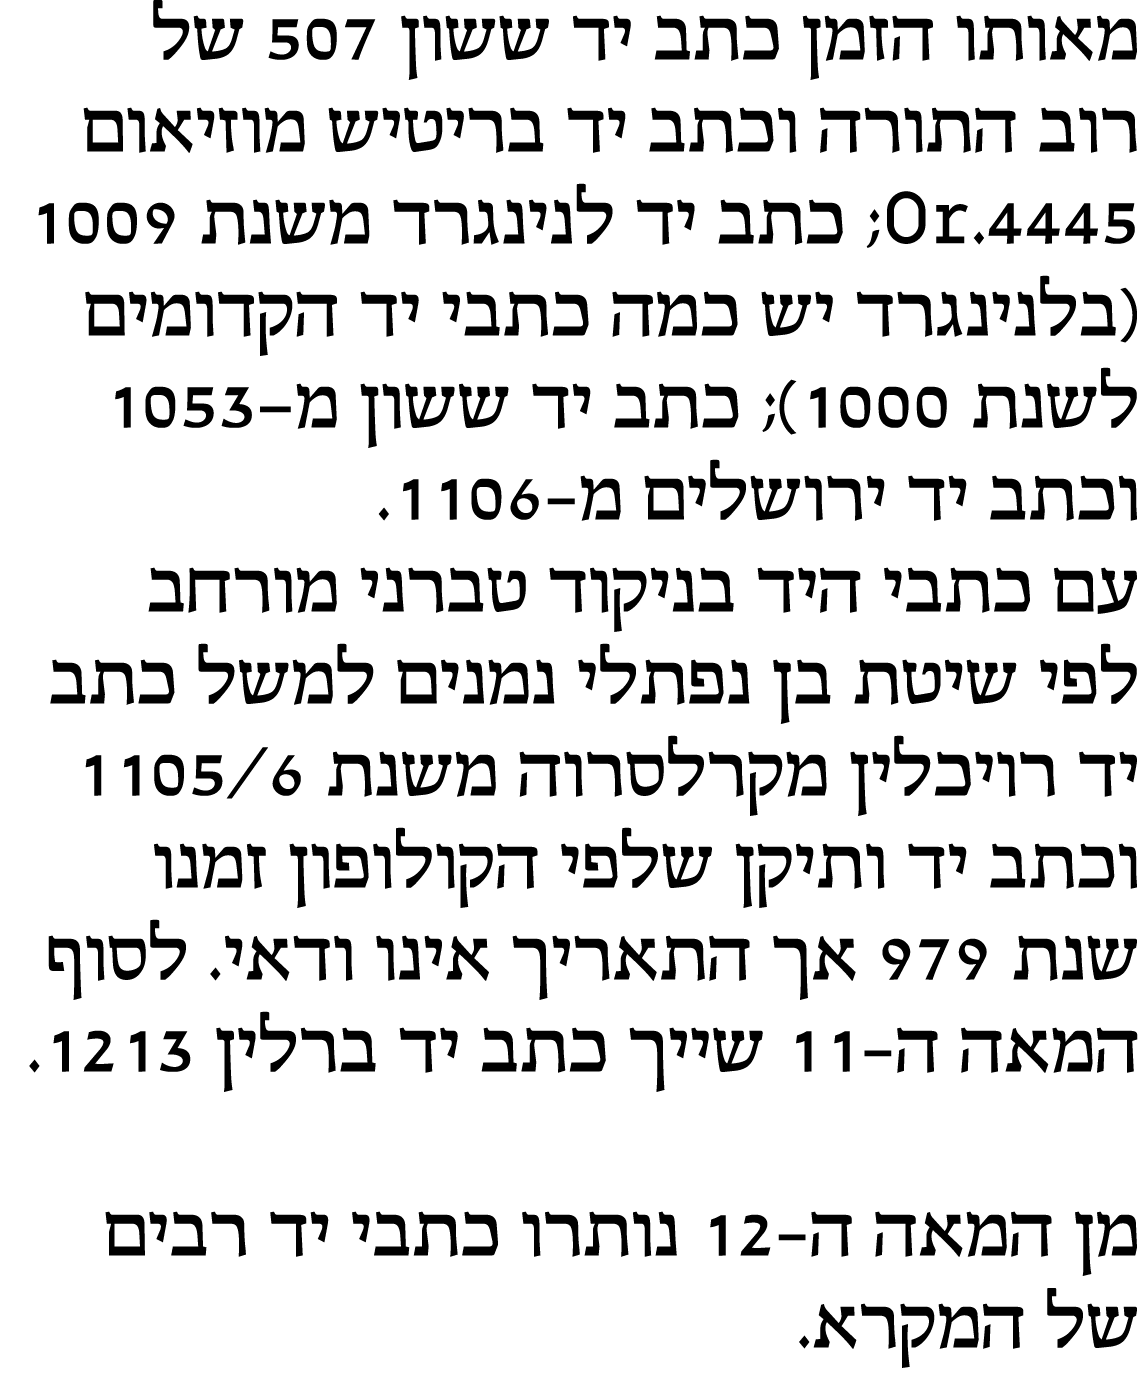 מאותו הזמן כתב יד ששון 507 של
רוב התורה וכתב יד בריטיש מוזיאום
Or.4445; כתב יד לנינגרד משנת 1009
(בלנינגרד יש כמה כתבי יד הקדומים
לשנת 1000); כתב יד ששון מ-1053
וכתב יד ירושלים מ-1106.
עם כתבי היד בניקוד טברני מורחב
לפי שיטת בן נפתלי נמנים למשל כתב
יד רויכלין מקרלסרוה משנת 1105/6
וכתב יד ותיקן שלפי הקולופון זמנו
שנת 979 אך התאריך אינו ודאי. לסוף
המאה ה-11 שייך כתב יד ברלין 1213.
מן המאה ה-12 נותרו כתבי יד רבים
של המקרא.